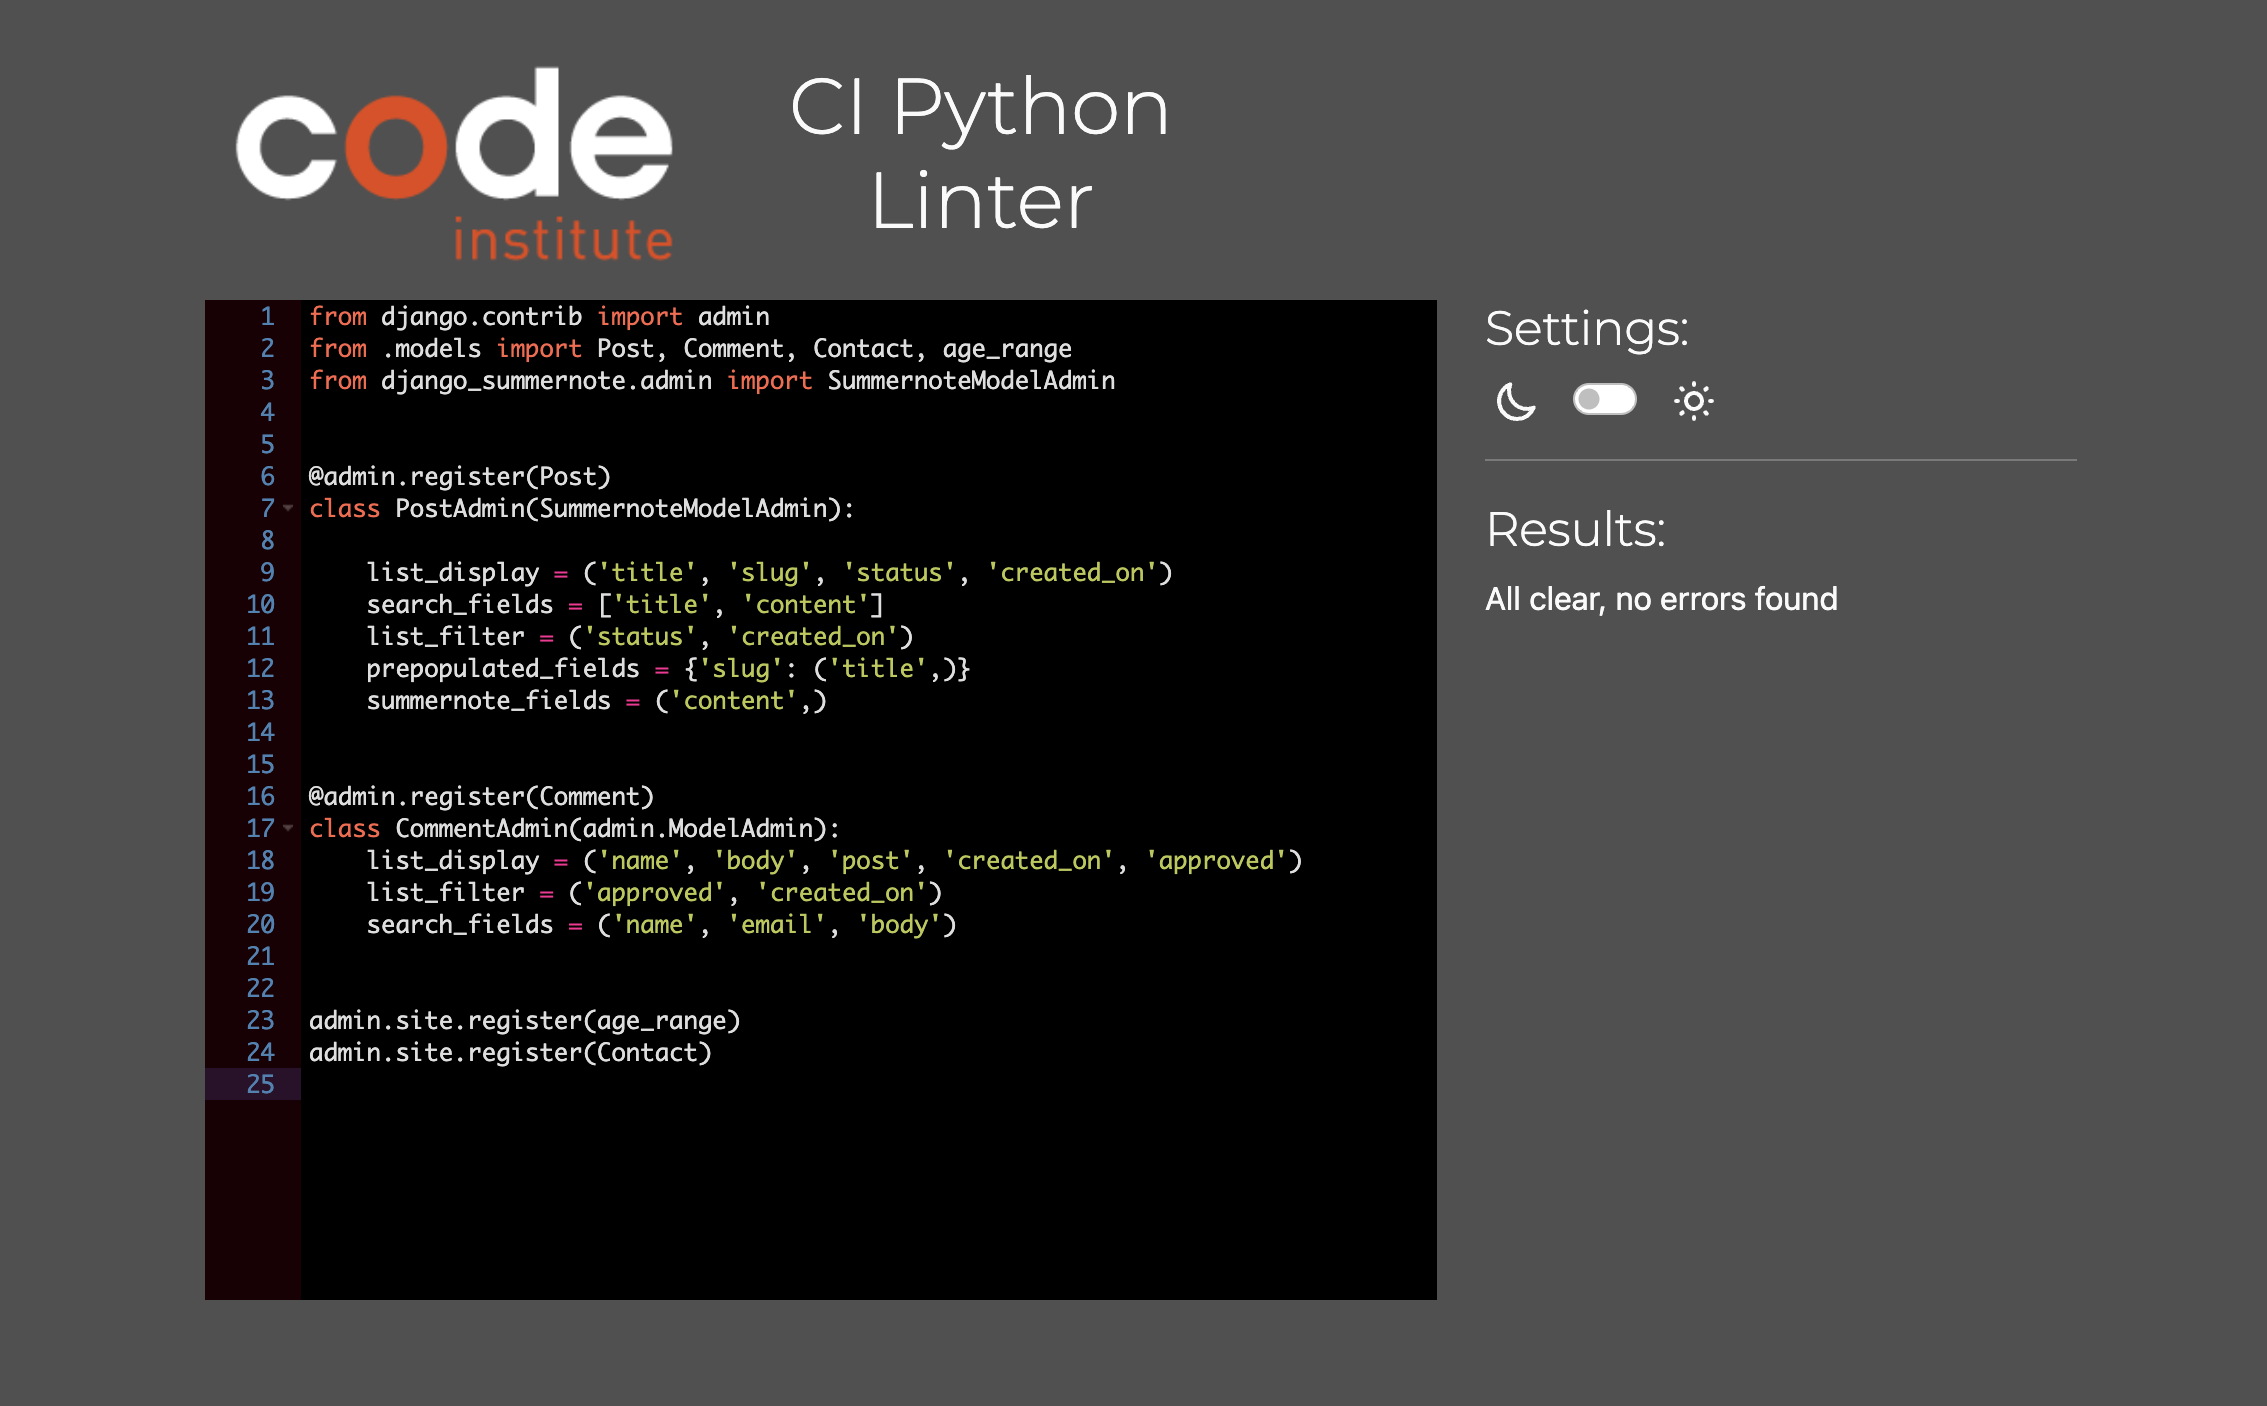 code
institute
CI Python
Linter
1 from django.contrib import admin
2 from .models import Post, Comment, Contact, age_range
3 from django_summernote.admin import SummernoteModelAdmin
4
5
6 @admin.register(Post)
7 class PostAdmin(SummernoteModelAdmin):
8
9     list_display = ('title', 'slug', 'status', 'created_on')
10     search_fields = ['title', 'content']
11     list_filter = ('status', 'created_on')
12     prepopulated_fields = {'slug': ('title',)}
13     summernote_fields = ('content',)
14
15
16 @admin.register(Comment)
17 class CommentAdmin(admin.ModelAdmin):
18     list_display = ('name', 'body', 'post', 'created_on', 'approved')
19     list_filter = ('approved', 'created_on')
20     search_fields = ('name', 'email', 'body')
21
22
23 admin.site.register(age_range)
24 admin.site.register(Contact)
25
Settings:
Results:
All clear, no errors found